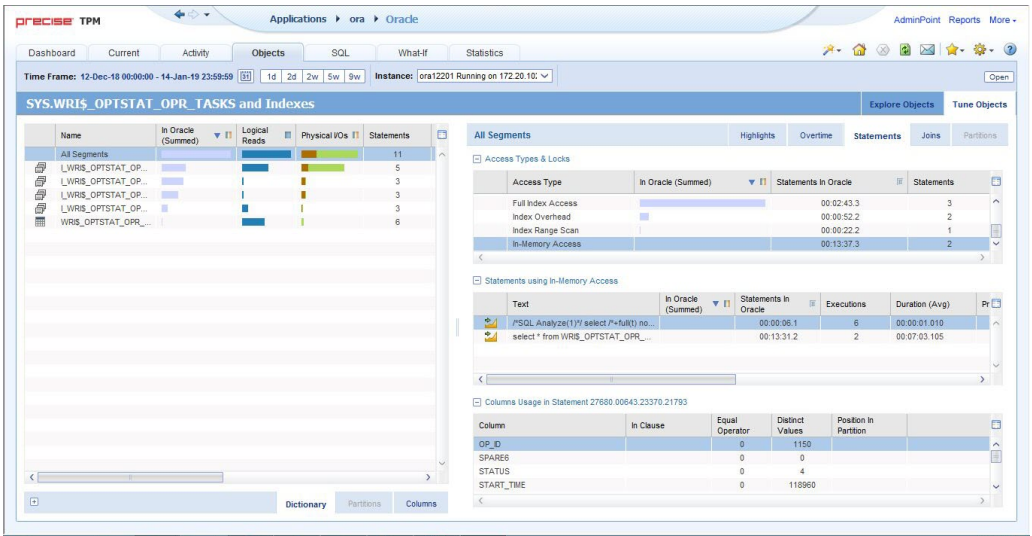 precise TPM
Applications ora Oracle
AdminPoint Reports More
Dashboard Current Activity Objects SQL What-If Statistics
Time Frame: 12-Dec-18 00:00:00 - 14-Jan-19 23:59:59 1d 2d 2w 5w 9w Instance: ora12201 Running on 172.20.10: Open
SYS.WRI$_OPTSTAT_OPR_TASKS and Indexes Explore Objects Tune Objects
Name In Oracle (Summed) Logical Reads Physical I/Os Statements
All Segments 11
I_WRI$_OPTSTAT_OP... 5
I_WRI$_OPTSTAT_OP... 3
I_WRI$_OPTSTAT_OP... 3
I_WRI$_OPTSTAT_OP... 3
WRI$_OPTSTAT_OPR_... 6
Dictionary Partitions Columns
All Segments Highlights Overtime Statements Joins Partitions
Access Types & Locks
Access Type In Oracle (Summed) Statements In Oracle Statements
Full Index Access 00:02:43.3 3
Index Overhead 00:00:52.2 2
Index Range Scan 00:00:22.2 1
In-Memory Access 00:13:37.3 2
Statements using In-Memory Access
Text In Oracle (Summed) Statements In Oracle Executions Duration (Avg) Pr
/*SQL Analyze(1)*/ select /*+full(t) no... 00:00:06.1 6 00:00:01.010
select * from WRI$_OPTSTAT_OPR_... 00:13:31.2 2 00:07:03.105
Columns Usage in Statement 27680.00643.23370.21793
Column In Clause Equal Operator Distinct Values Position In Partition
OP_ID 0 1150
SPARE6 0 0
STATUS 0 4
START_TIME 0 118960